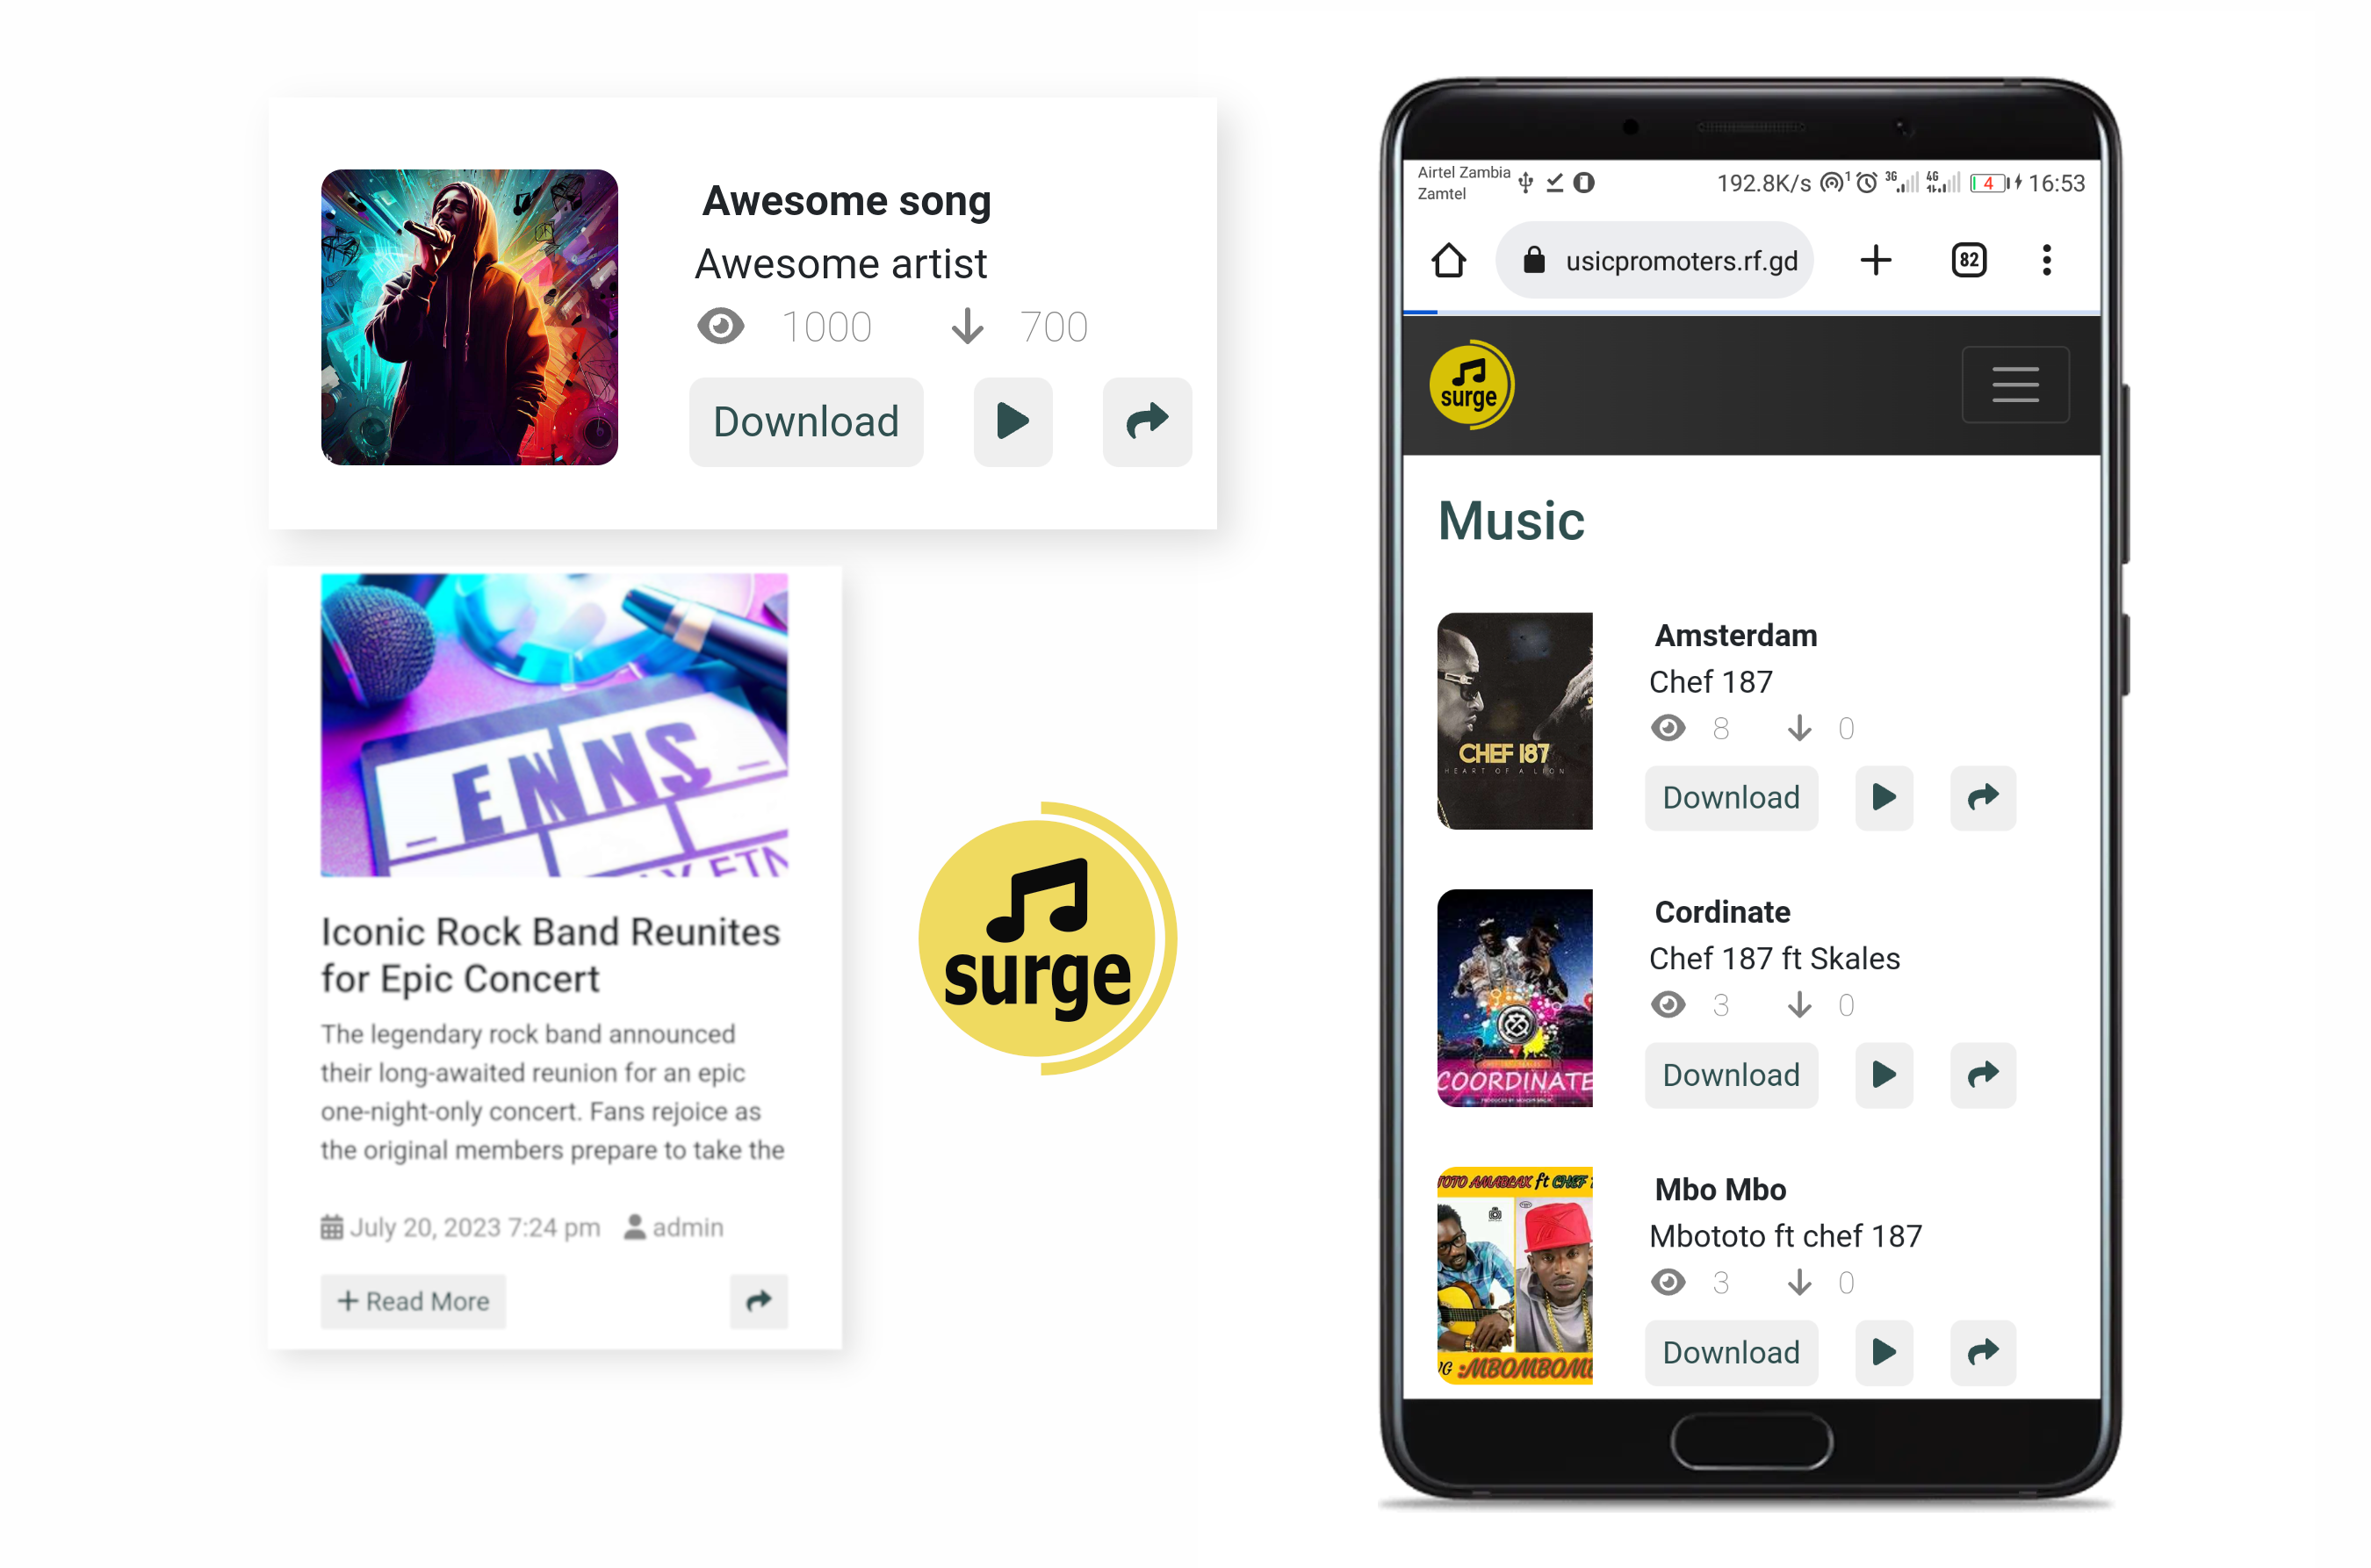 Awesome song
Awesome artist
1000 700
Download
ENNS
Iconic Rock Band Reunites
for Epic Concert
The legendary rock band announced
their long-awaited reunion for an epic
one-night-only concert. Fans rejoice as
the original members prepare to take the
July 20, 2023 7:24 pm admin
+ Read More
surge
Airtel Zambia
Zamtel
192.8K/s 1 3G 4G 4 16:53
usicpromoters.rf.gd
82
surge
Music
CHEF 187
HEART OF A LION
Amsterdam
Chef 187
8 0
Download
COORDINATE
Cordinate
Chef 187 ft Skales
3 0
Download
TOTO AMABLAX ft CHEF
:MBOMBOMB
Mbo Mbo
Mbototo ft chef 187
3 0
Download